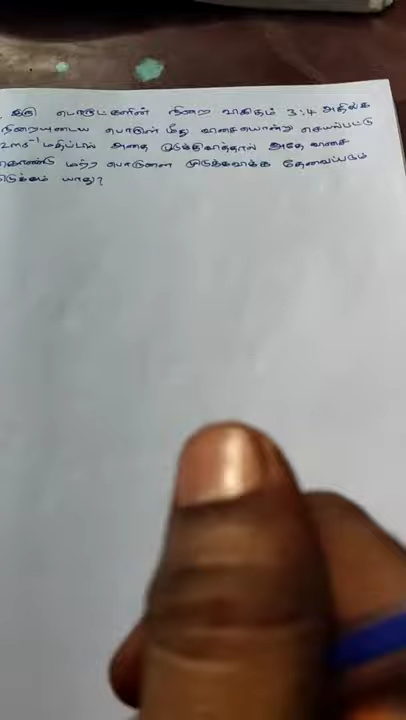 இரு பொருட்களின் நிறை விகிதம் 3:4 அதிக
நிறையுடைய பொருள் மீது விசையொன்று செயல்பட்டு
2ms⁻¹ மதிப்பில் அதை முடுக்குவித்தால் அதே விசை
கொண்டு மற்ற பொருளை முடுக்குவிக்க தேவைப்படும்
முடுக்கம் யாது?